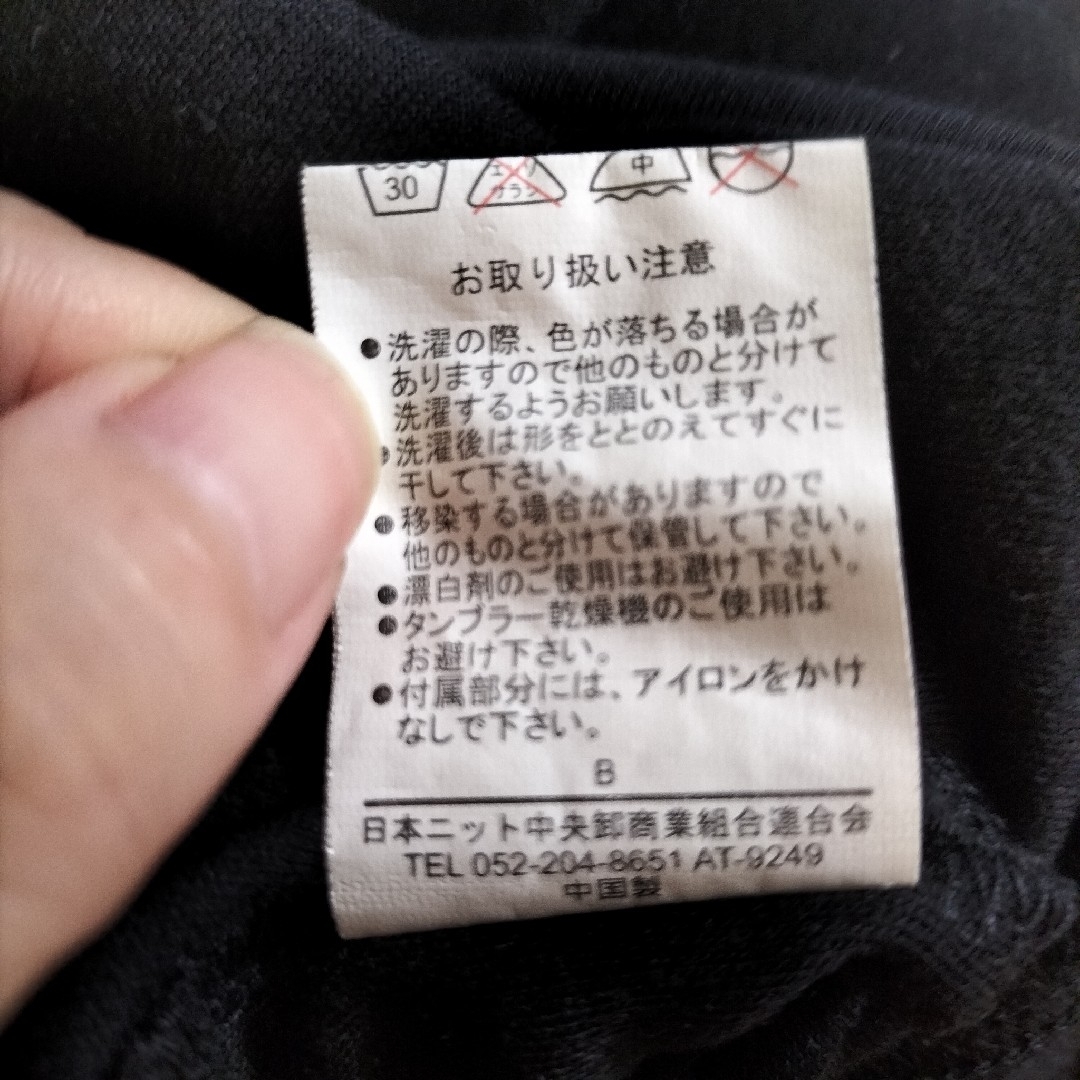 30
中
お取り扱い注意
●洗濯の際、色が落ちる場合が
ありますので他のものと分けて
洗濯するようお願いします。
●洗濯後は形をととのえてすぐに
干して下さい。
●移染する場合がありますので
他のものと分けて保管して下さい。
●漂白剤のご使用はお避け下さい。
●タンブラー乾燥機のご使用は
お避け下さい。
●付属部分には、アイロンをかけ
なしで下さい。
B
日本ニット中央卸商業組合連合会
TEL 052-204-8651 AT-9249
中国製